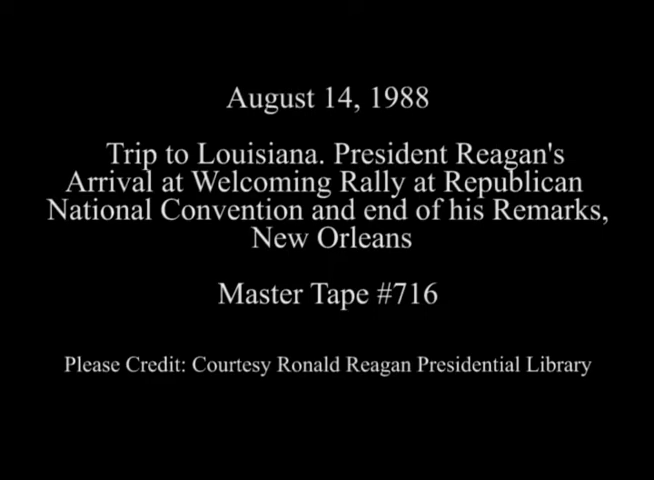 August 14, 1988
Trip to Louisiana. President Reagan's
Arrival at Welcoming Rally at Republican
National Convention and end of his Remarks,
New Orleans
Master Tape #716
Please Credit: Courtesy Ronald Reagan Presidential Library